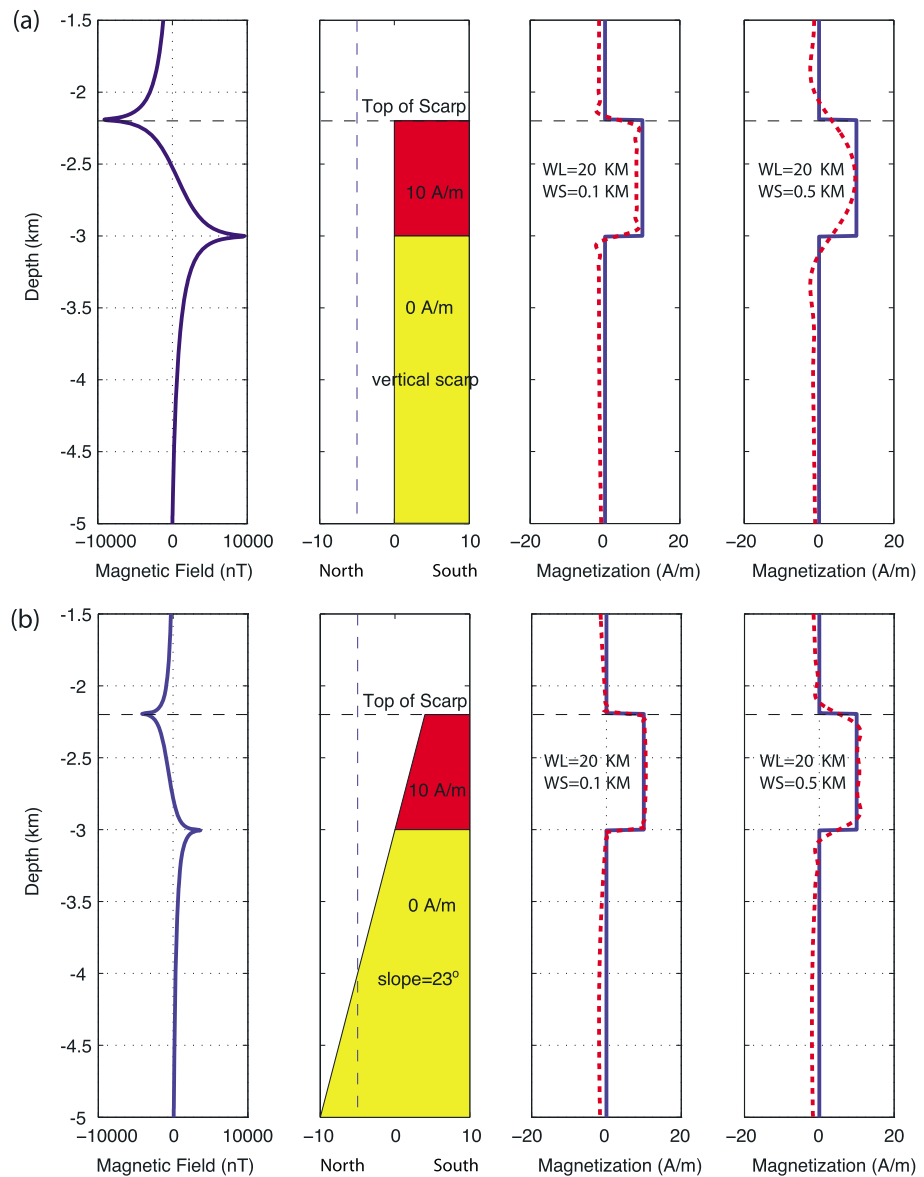 (a)
-1.5
-2
-2.5
-3
-3.5
-4
-4.5
-5
Depth (km)
−10000 0 10000
Magnetic Field (nT)
Top of Scarp
10 A/m
0 A/m
vertical scarp
−10 0 10
North South
WL=20 KM
WS=0.1 KM
−20 0 20
Magnetization (A/m)
WL=20 KM
WS=0.5 KM
−20 0 20
Magnetization (A/m)
(b)
-1.5
-2
-2.5
-3
-3.5
-4
-4.5
-5
Depth (km)
−10000 0 10000
Magnetic Field (nT)
Top of Scarp
10 A/m
0 A/m
slope=23°
−10 0 10
North South
WL=20 KM
WS=0.1 KM
−20 0 20
Magnetization (A/m)
WL=20 KM
WS=0.5 KM
−20 0 20
Magnetization (A/m)